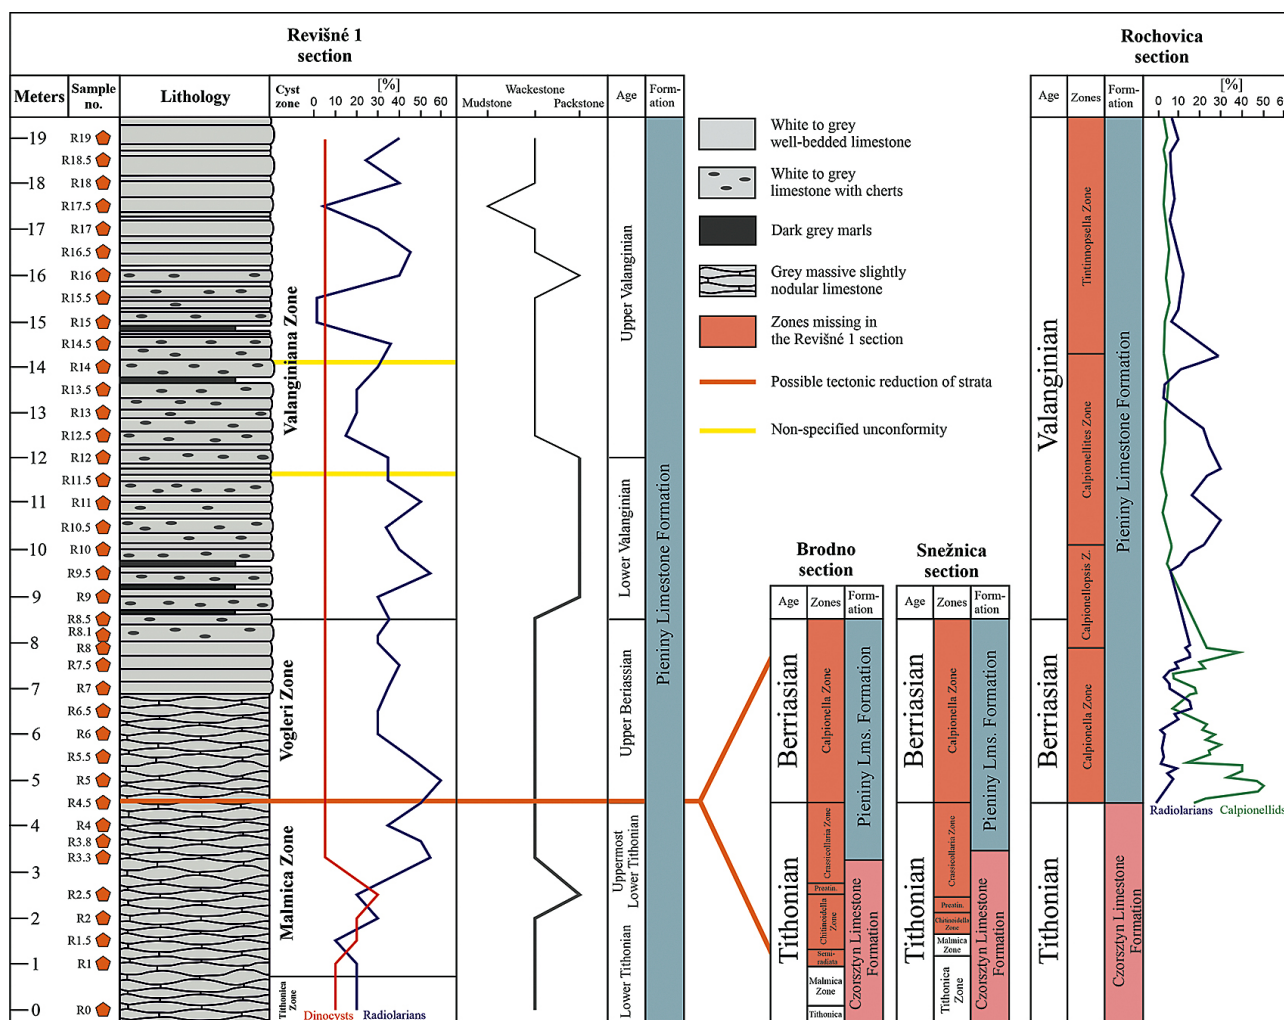 Revišné 1
section
Rochovica
section
Meters
Sample
no.
Lithology
Cyst
zone
[%]
0 10 20 30 40 50 60
Wackestone
Mudstone
Packstone
Age
Form-
ation
19
18
17
16
15
14
13
12
11
10
9
8
7
6
5
4
3
2
1
0
R19
R18.5
R18
R17.5
R17
R16.5
R16
R15.5
R15
R14.5
R14
R13.5
R13
R12.5
R12
R11.5
R11
R10.5
R10
R9.5
R9
R8.5
R8.1
R8
R7.5
R7
R6.5
R6
R5.5
R5
R4.5
R4
R3.8
R3.3
R2.5
R2
R1.5
R1
R0
Valanginiana Zone
Vogleri Zone
Malmica Zone
Tithonica
Zone
Dinocysts
Radiolarians
Upper Valanginian
Lower Valanginian
Upper Beriassian
Uppermost
Lower Tithonian
Lower Tithonian
Pieniny Limestone Formation
White to grey
well-bedded limestone
White to grey
limestone with cherts
Dark grey marls
Grey massive slightly
nodular limestone
Zones missing in
the Revišné 1 section
Possible tectonic reduction of strata
Non-specified unconformity
Brodno
section
Age
Zones
Form-
ation
Berriasian
Tithonian
Calpionella Zone
Crassicollaria Zone
Prestin.
Chitinoidella
Zone
Semi-
radiata
Malmica
Zone
Tithonica
Pieniny Lms. Formation
Czorsztyn Limestone
Formation
Snežnica
section
Age
Zones
Form-
ation
Berriasian
Tithonian
Calpionella Zone
Crassicollaria Zone
Prestin.
Chitinoidella
Zone
Malmica
Zone
Tithonica
Zone
Pieniny Lms. Formation
Czorsztyn Limestone
Formation
Age
Zones
Form-
ation
[%]
0 10 20 30 40 50
Valanginian
Berriasian
Tithonian
Tintinnopsella Zone
Calpionellites Zone
Calpionellopsis Z.
Calpionella Zone
Pieniny Limestone Formation
Czorsztyn Limestone
Formation
Radiolarians
Calpionellids